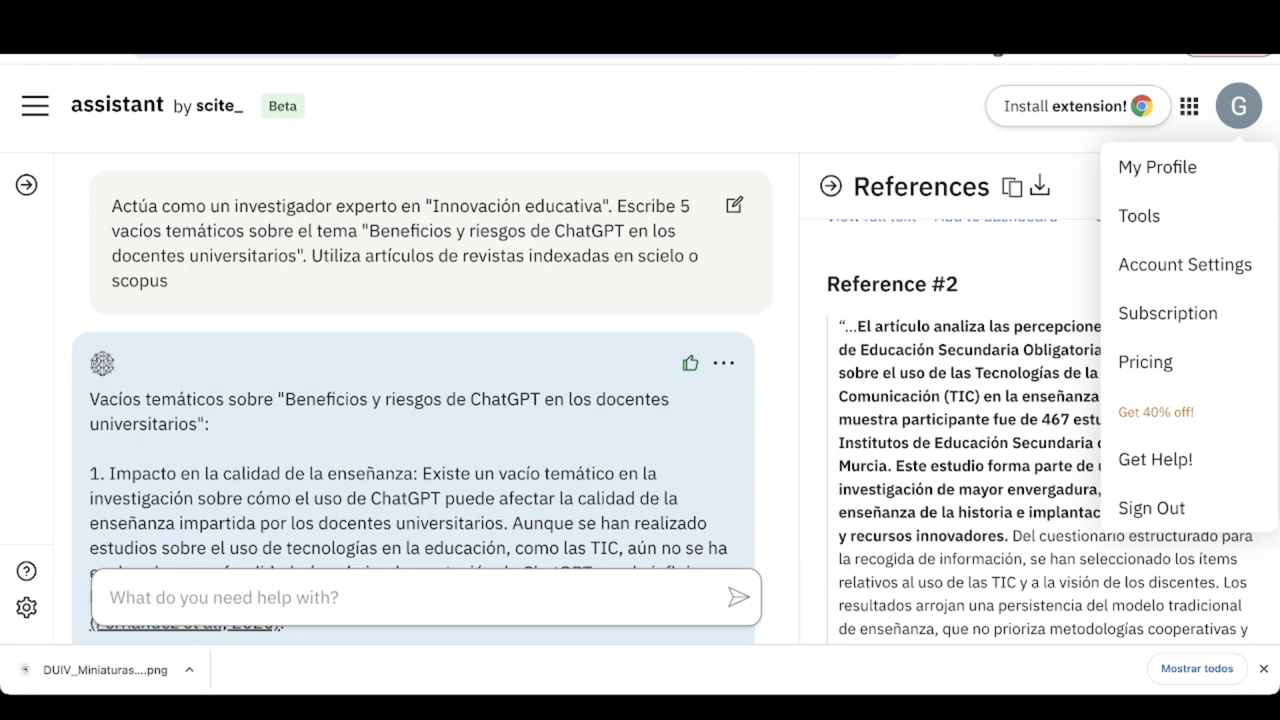 assistant by scite_ Beta
Install extension!
G
My Profile
Tools
Account Settings
Subscription
Pricing
Get 40% off!
Get Help!
Sign Out
Actúa como un investigador experto en "Innovación educativa". Escribe 5
vacíos temáticos sobre el tema "Beneficios y riesgos de ChatGPT en los
docentes universitarios". Utiliza artículos de revistas indexadas en scielo o
scopus
Vacíos temáticos sobre "Beneficios y riesgos de ChatGPT en los docentes
universitarios":
1. Impacto en la calidad de la enseñanza: Existe un vacío temático en la
investigación sobre cómo el uso de ChatGPT puede afectar la calidad de la
enseñanza impartida por los docentes universitarios. Aunque se han realizado
estudios sobre el uso de tecnologías en la educación, como las TIC, aún no se ha
What do you need help with?
References
Reference #2
“...El artículo analiza las percepcione
de Educación Secundaria Obligatoria
sobre el uso de las Tecnologías de la
Comunicación (TIC) en la enseñanza
muestra participante fue de 467 estu
Institutos de Educación Secundaria
Murcia. Este estudio forma parte de
investigación de mayor envergadura,
enseñanza de la historia e implantac
y recursos innovadores. Del cuestionario estructurado para
la recogida de información, se han seleccionado los ítems
relativos al uso de las TIC y a la visión de los discentes. Los
resultados arrojan una persistencia del modelo tradicional
de enseñanza, que no prioriza metodologías cooperativas y
DUIV_Miniaturas....png
Mostrar todos